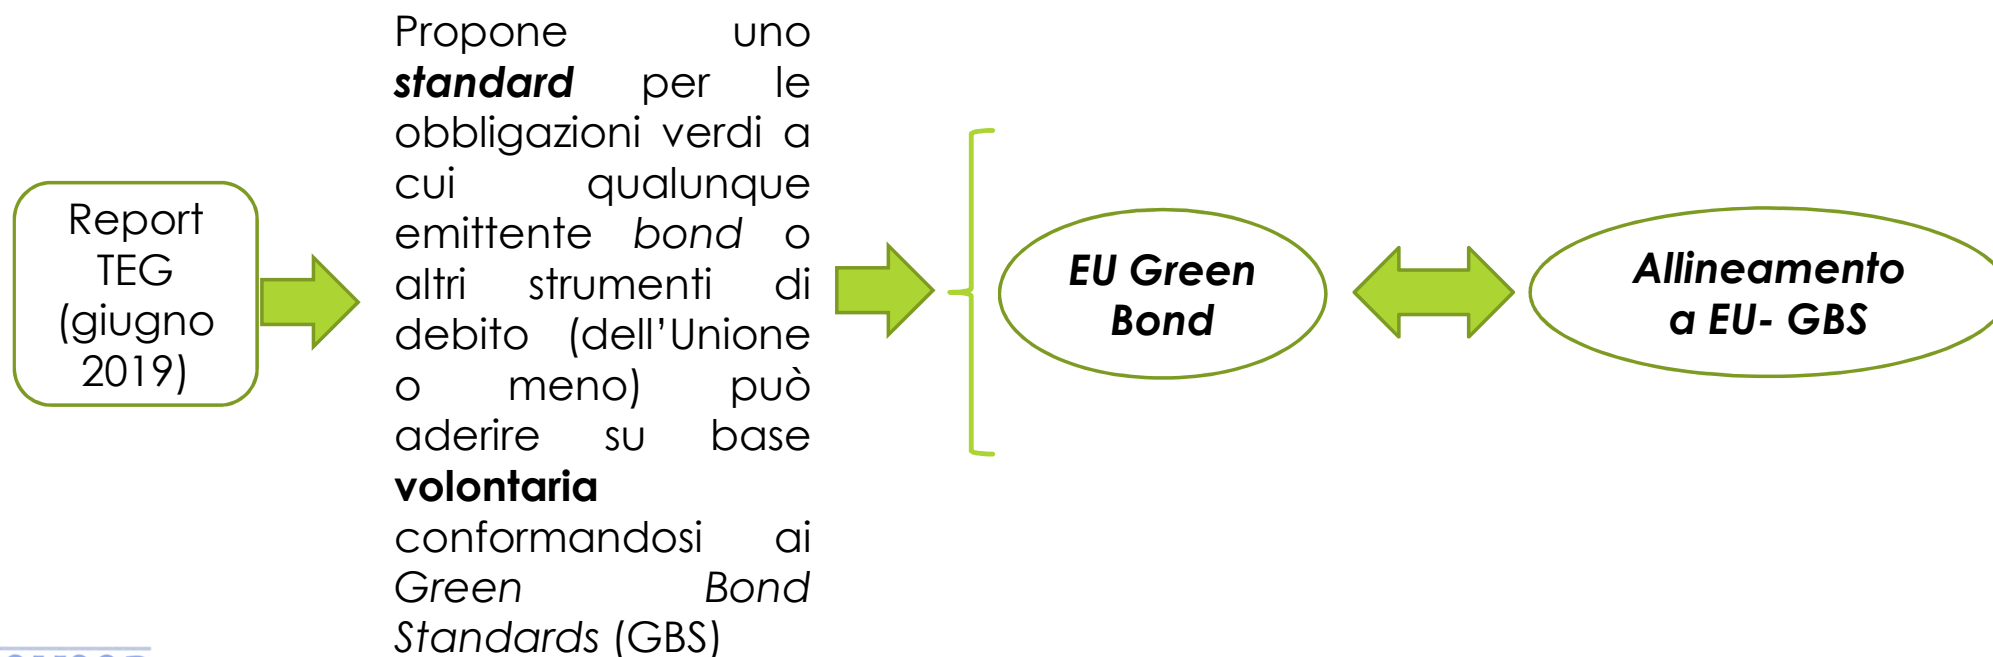 Report
TEG
(giugno
2019)
Propone uno
standard per le
obbligazioni verdi a
cui qualunque
emittente bond o
altri strumenti di
debito (dell’Unione
o meno) può
aderire su base
volontaria
conformandosi ai
Green Bond
Standards (GBS)
EU Green
Bond
Allineamento
a EU- GBS